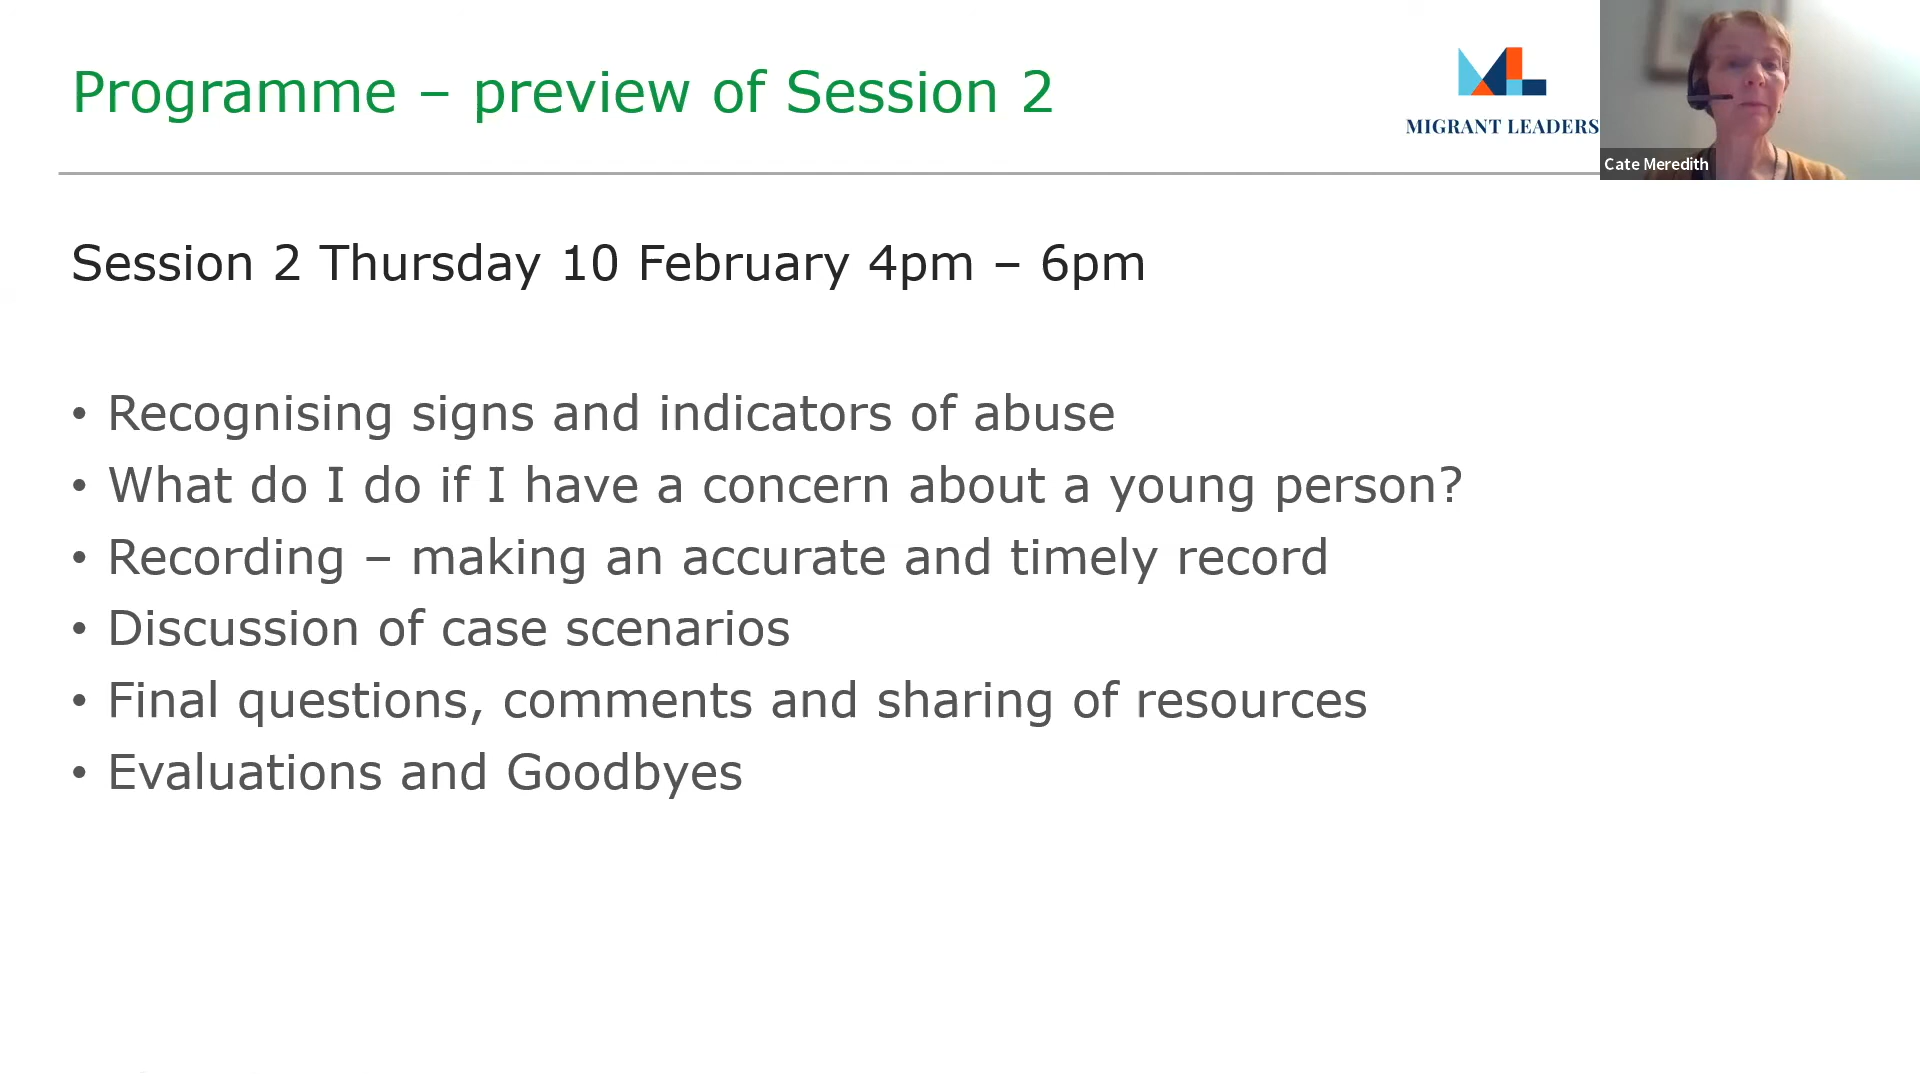 Programme – preview of Session 2
MIGRANT LEADERS
Cate Meredith
Session 2 Thursday 10 February 4pm – 6pm
• Recognising signs and indicators of abuse
• What do I do if I have a concern about a young person?
• Recording – making an accurate and timely record
• Discussion of case scenarios
• Final questions, comments and sharing of resources
• Evaluations and Goodbyes